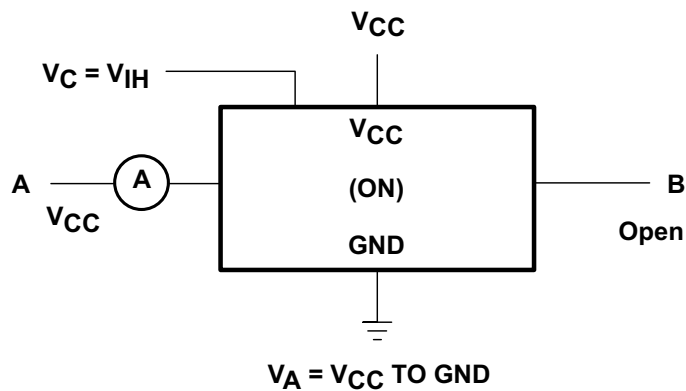 VCC
VC = VIH
VCC
A
A
(ON)
B
VCC
Open
GND
VA = VCC TO GND